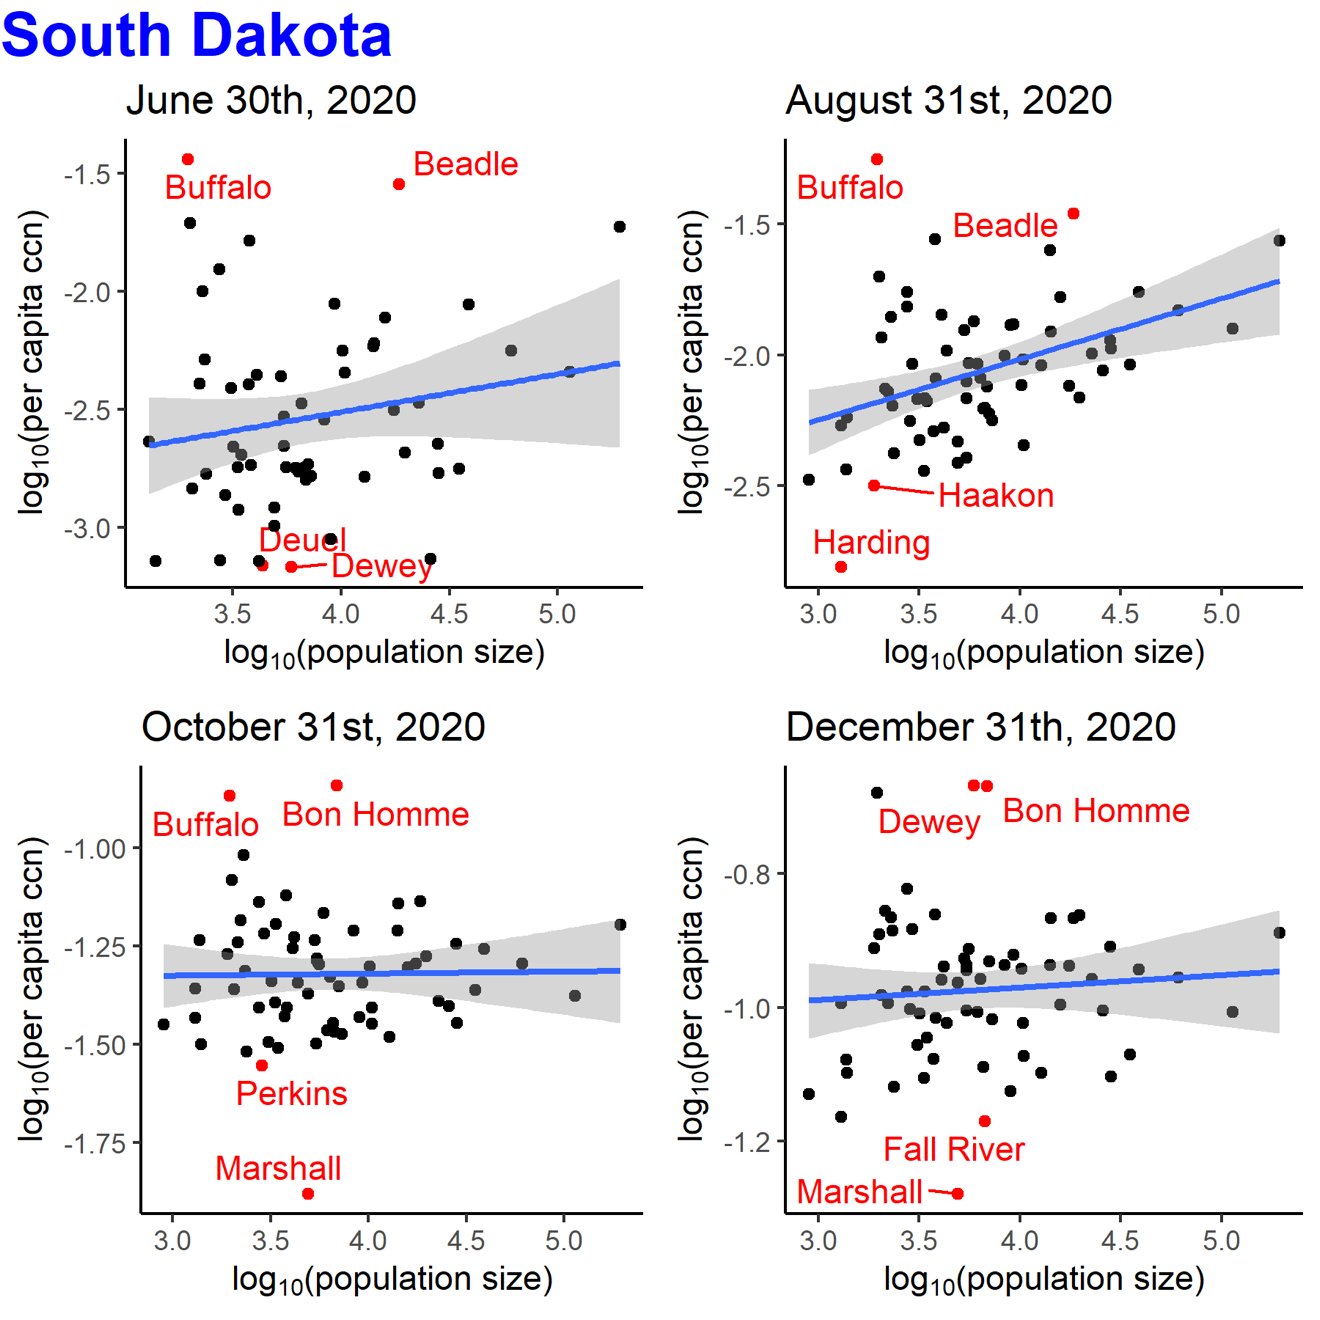 South Dakota
June 30th, 2020
-1.5
-2.0
-2.5
-3.0
log10(per capita ccn)
Buffalo
Beadle
Deuel
Dewey
3.5 4.0 4.5 5.0
log10(population size)
August 31st, 2020
-1.5
-2.0
-2.5
log10(per capita ccn)
Buffalo
Beadle
Haakon
Harding
3.0 3.5 4.0 4.5 5.0
log10(population size)
October 31st, 2020
-1.00
-1.25
-1.50
-1.75
log10(per capita ccn)
Buffalo
Bon Homme
Perkins
Marshall
3.0 3.5 4.0 4.5 5.0
log10(population size)
December 31th, 2020
-0.8
-1.0
-1.2
log10(per capita ccn)
Dewey
Bon Homme
Fall River
Marshall
3.0 3.5 4.0 4.5 5.0
log10(population size)